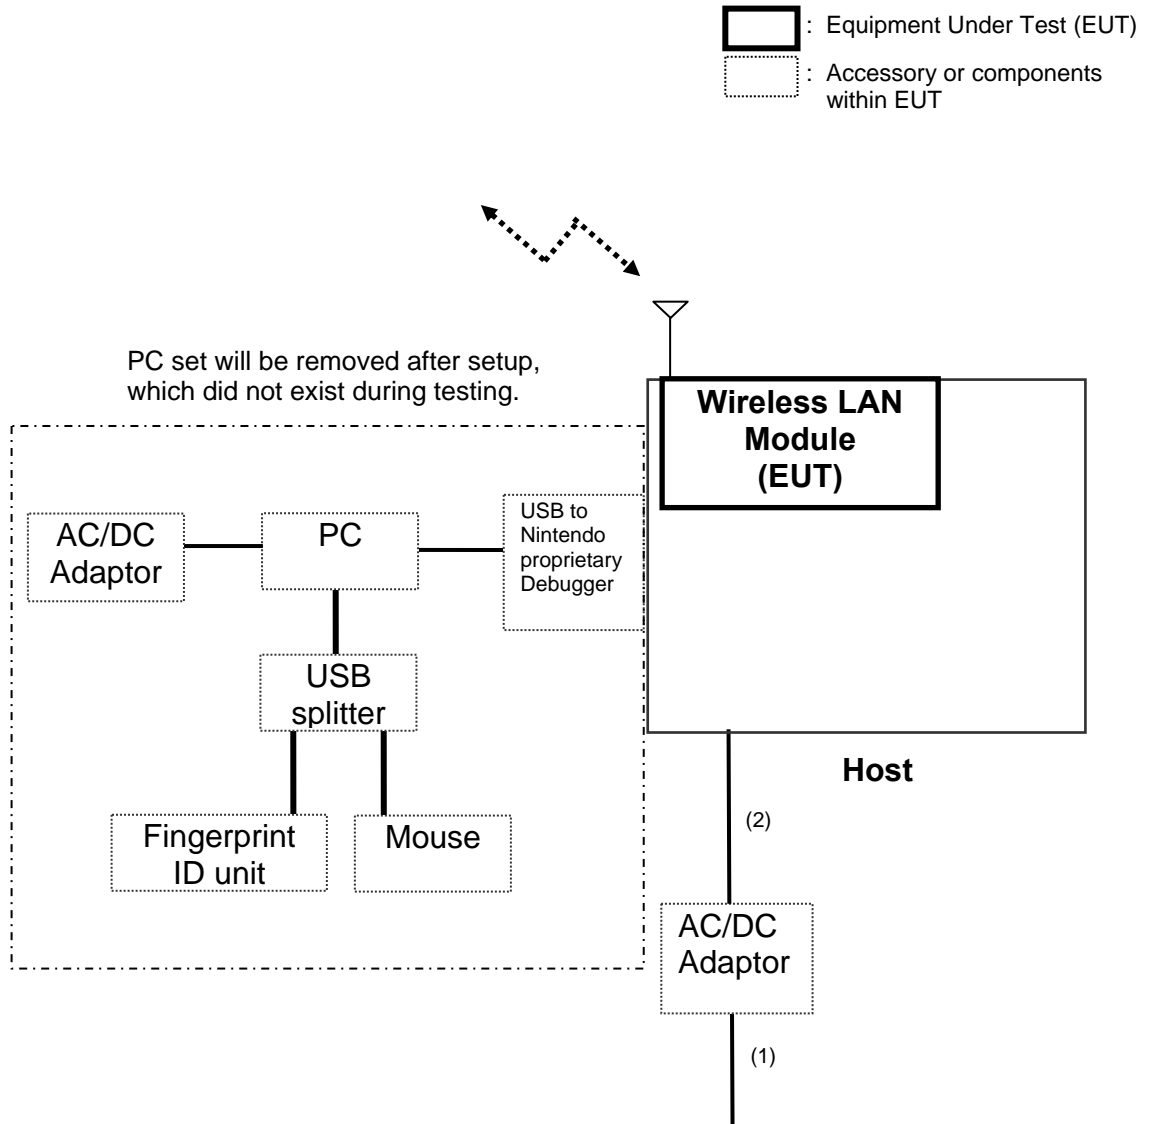 : Equipment Under Test (EUT)
: Accessory or components
within EUT
PC set will be removed after setup,
which did not exist during testing.
Wireless LAN
Module
(EUT)
AC/DC
Adaptor
PC
USB to
Nintendo
proprietary
Debugger
USB
splitter
Fingerprint
ID unit
Mouse
Host
(2)
AC/DC
Adaptor
(1)